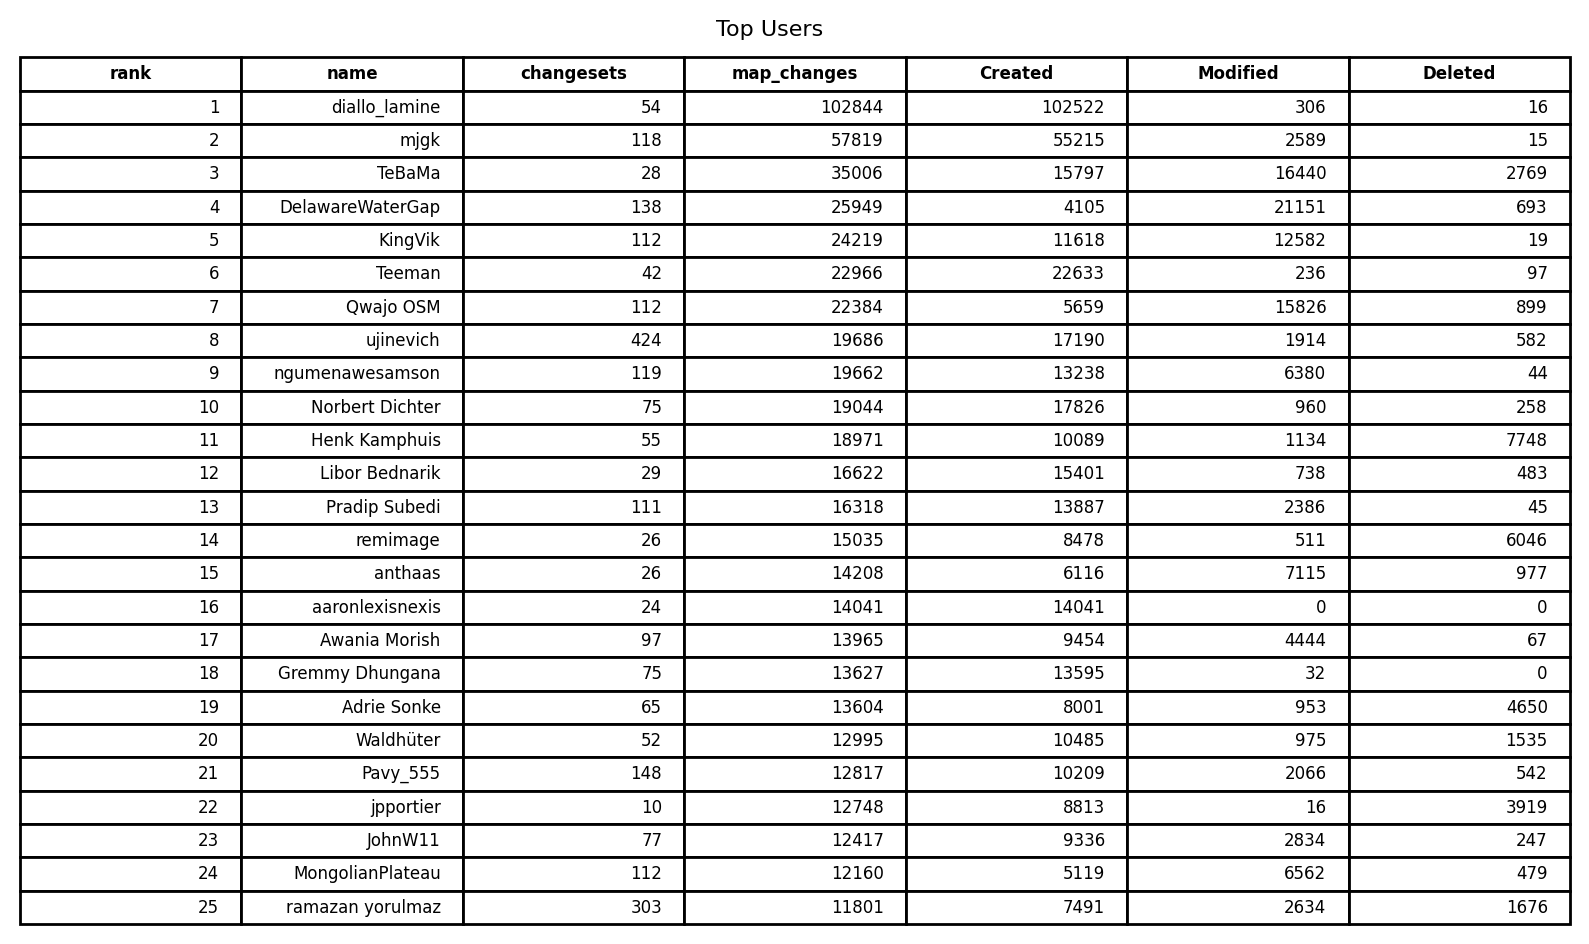 Top Users
rank name changesets map_changes Created Modified Deleted
1 diallo_lamine 54 102844 102522 306 16
2 mjgk 118 57819 55215 2589 15
3 TeBaMa 28 35006 15797 16440 2769
4 DelawareWaterGap 138 25949 4105 21151 693
5 KingVik 112 24219 11618 12582 19
6 Teeman 42 22966 22633 236 97
7 Qwajo OSM 112 22384 5659 15826 899
8 ujinevich 424 19686 17190 1914 582
9 ngumenawesamson 119 19662 13238 6380 44
10 Norbert Dichter 75 19044 17826 960 258
11 Henk Kamphuis 55 18971 10089 1134 7748
12 Libor Bednarik 29 16622 15401 738 483
13 Pradip Subedi 111 16318 13887 2386 45
14 remimage 26 15035 8478 511 6046
15 anthaas 26 14208 6116 7115 977
16 aaronlexisnexis 24 14041 14041 0 0
17 Awania Morish 97 13965 9454 4444 67
18 Gremmy Dhungana 75 13627 13595 32 0
19 Adrie Sonke 65 13604 8001 953 4650
20 Waldhüter 52 12995 10485 975 1535
21 Pavy_555 148 12817 10209 2066 542
22 jpportier 10 12748 8813 16 3919
23 JohnW11 77 12417 9336 2834 247
24 MongolianPlateau 112 12160 5119 6562 479
25 ramazan yorulmaz 303 11801 7491 2634 1676